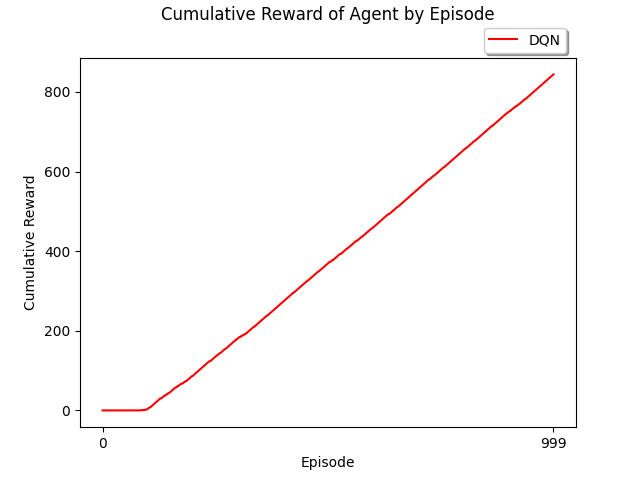 Cumulative Reward of Agent by Episode
DQN
Cumulative Reward
800
600
400
200
0
0
999
Episode